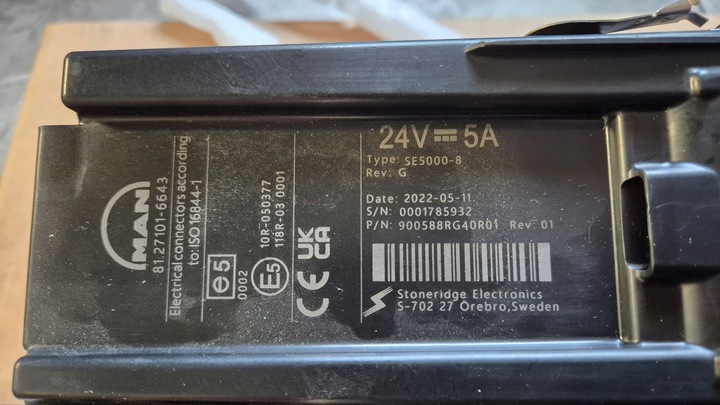 MAN
81.27101-6643
Electrical connectors according
to: ISO 16844-1
e5
0002
E5
10R-050377
118R-03 0001
CE
UK
CA
24V 5A
Type: SE5000-8
Rev: G
Date: 2022-05-11
S/N: 0001785932
P/N: 900588RG40R01 Rev 01
Stoneridge Electronics
S-702 27 Örebro,Sweden